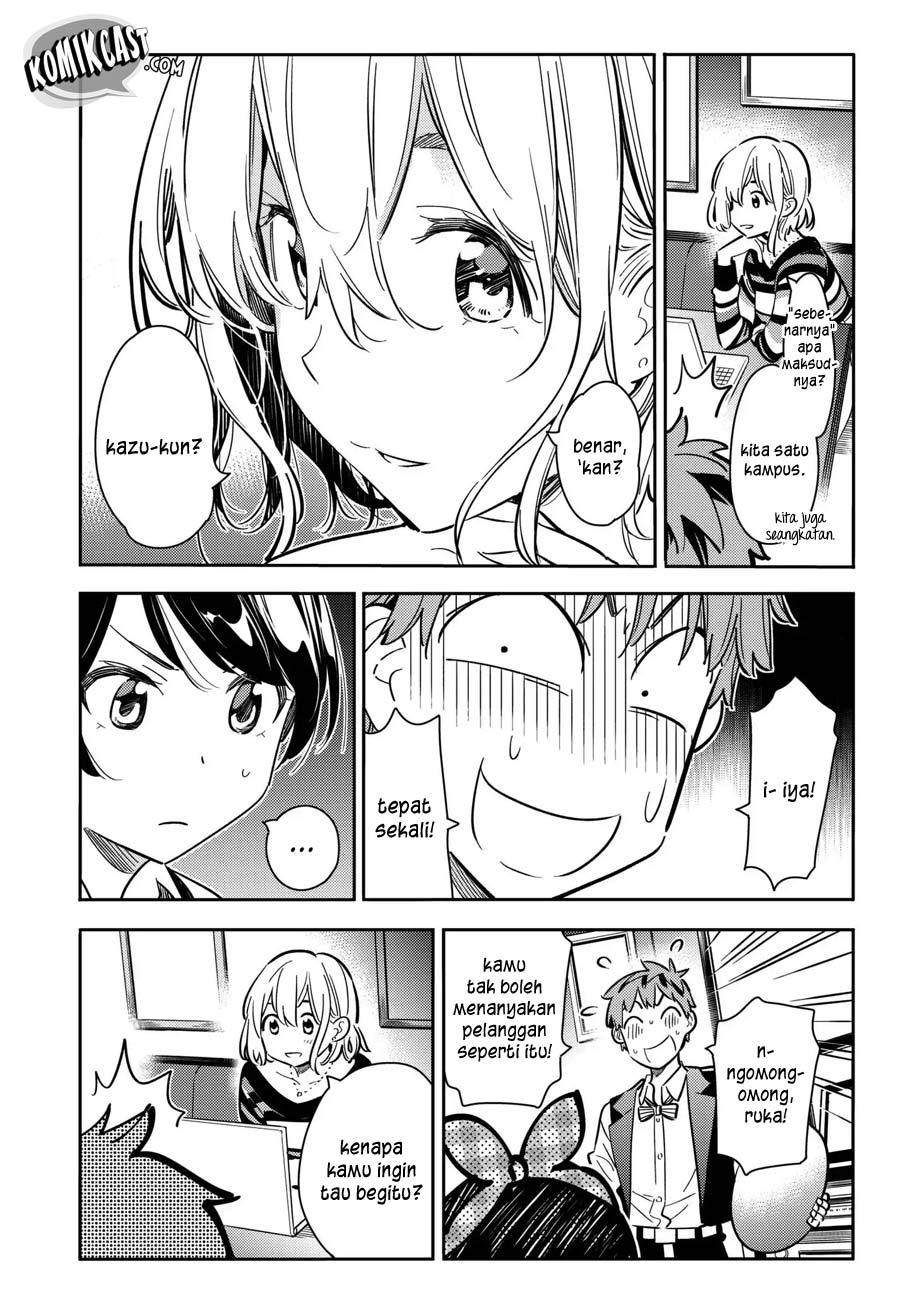 KOMIKCAST
.COM
"sebe-
narnya"
apa
maksud-
nya?
kita satu
kampus.
kita juga
seangkatan.
benar,
'kan?
kazu-kun?
i- iya!
tepat
sekali!
...
n-
ngomong-
omong,
ruka!
kamu
tak boleh
menanyakan
pelanggan
seperti itu!
kenapa
kamu ingin
tau begitu?